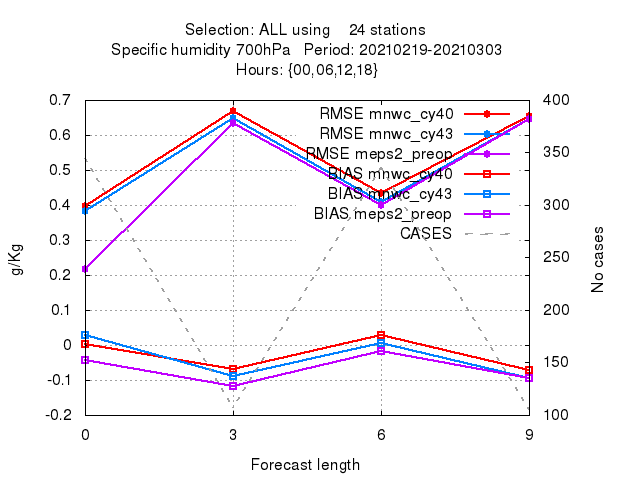 Selection: ALL using    24 stations
Specific humidity 700hPa   Period: 20210219-20210303
Hours: {00,06,12,18}
0.7
0.6
0.5
0.4
0.3
0.2
0.1
0
-0.1
-0.2
g/Kg
RMSE mnwc_cy40
RMSE mnwc_cy43
RMSE meps2_preop
BIAS mnwc_cy40
BIAS mnwc_cy43
BIAS meps2_preop
CASES
400
350
300
250
200
150
100
No cases
0 3 6 9
Forecast length